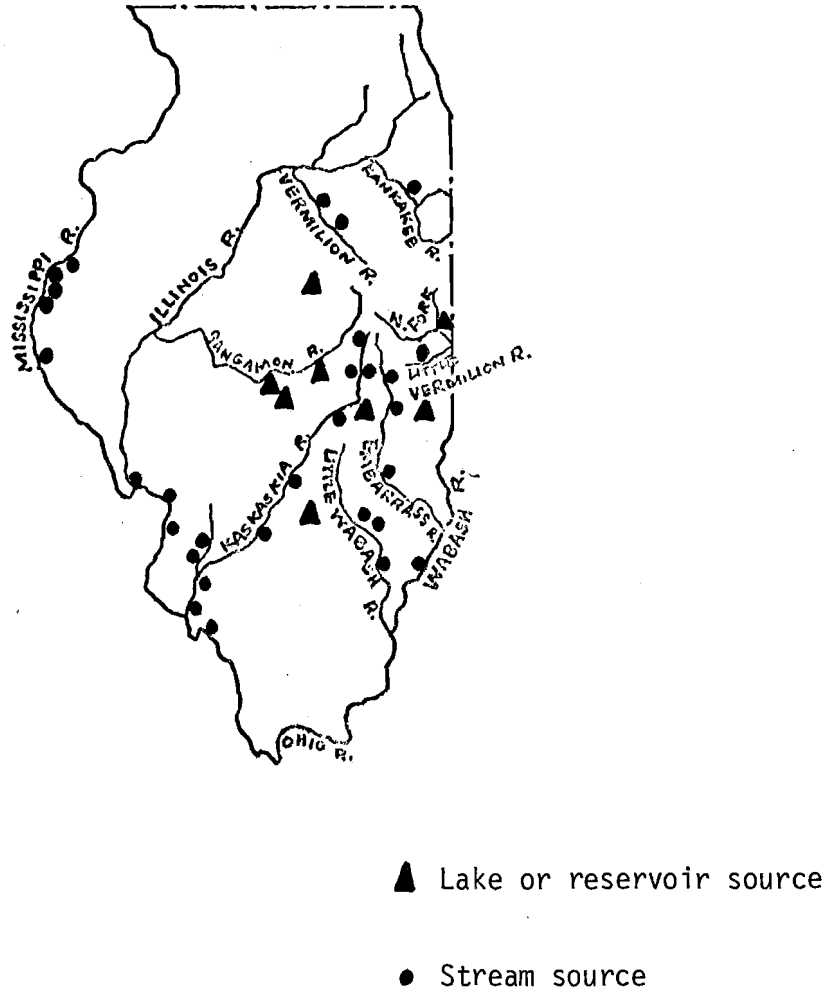 KANKAKEE R.
VERMILION R.
MISSISSIPPI R.
ILLINOIS R.
N. FORK
SANGAMON R.
LITTLE
VERMILION R.
KASKASKIA R.
LITTLE WABASH R.
EMBARRASS R.
WABASH R.
OHIO R.
Lake or reservoir source
Stream source